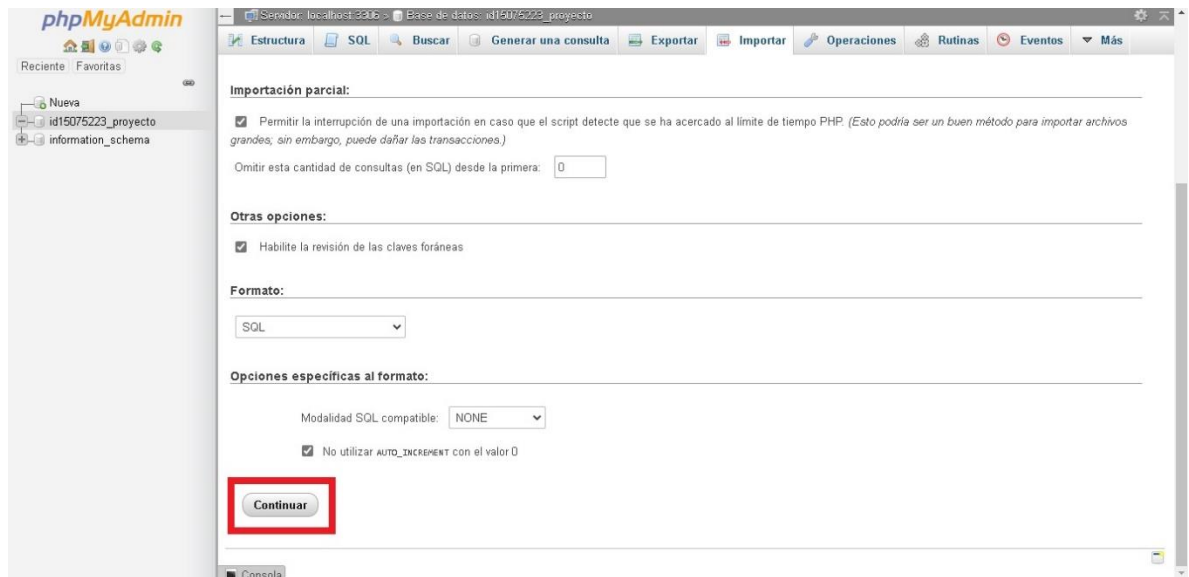 phpMyAdmin
Reciente Favoritas
Nueva
id15075223_proyecto
information_schema
Servidor: localhost:3306 » Base de datos: id15075223_proyecto
Estructura SQL Buscar Generar una consulta Exportar Importar Operaciones Rutinas Eventos Más
Importación parcial:
Permitir la interrupción de una importación en caso que el script detecte que se ha acercado al límite de tiempo PHP. (Esto podría ser un buen método para importar archivos
grandes; sin embargo, puede dañar las transacciones.)
Omitir esta cantidad de consultas (en SQL) desde la primera: 0
Otras opciones:
Habilite la revisión de las claves foráneas
Formato:
SQL
Opciones específicas al formato:
Modalidad SQL compatible: NONE
No utilizar AUTO_INCREMENT con el valor 0
Continuar
Consola